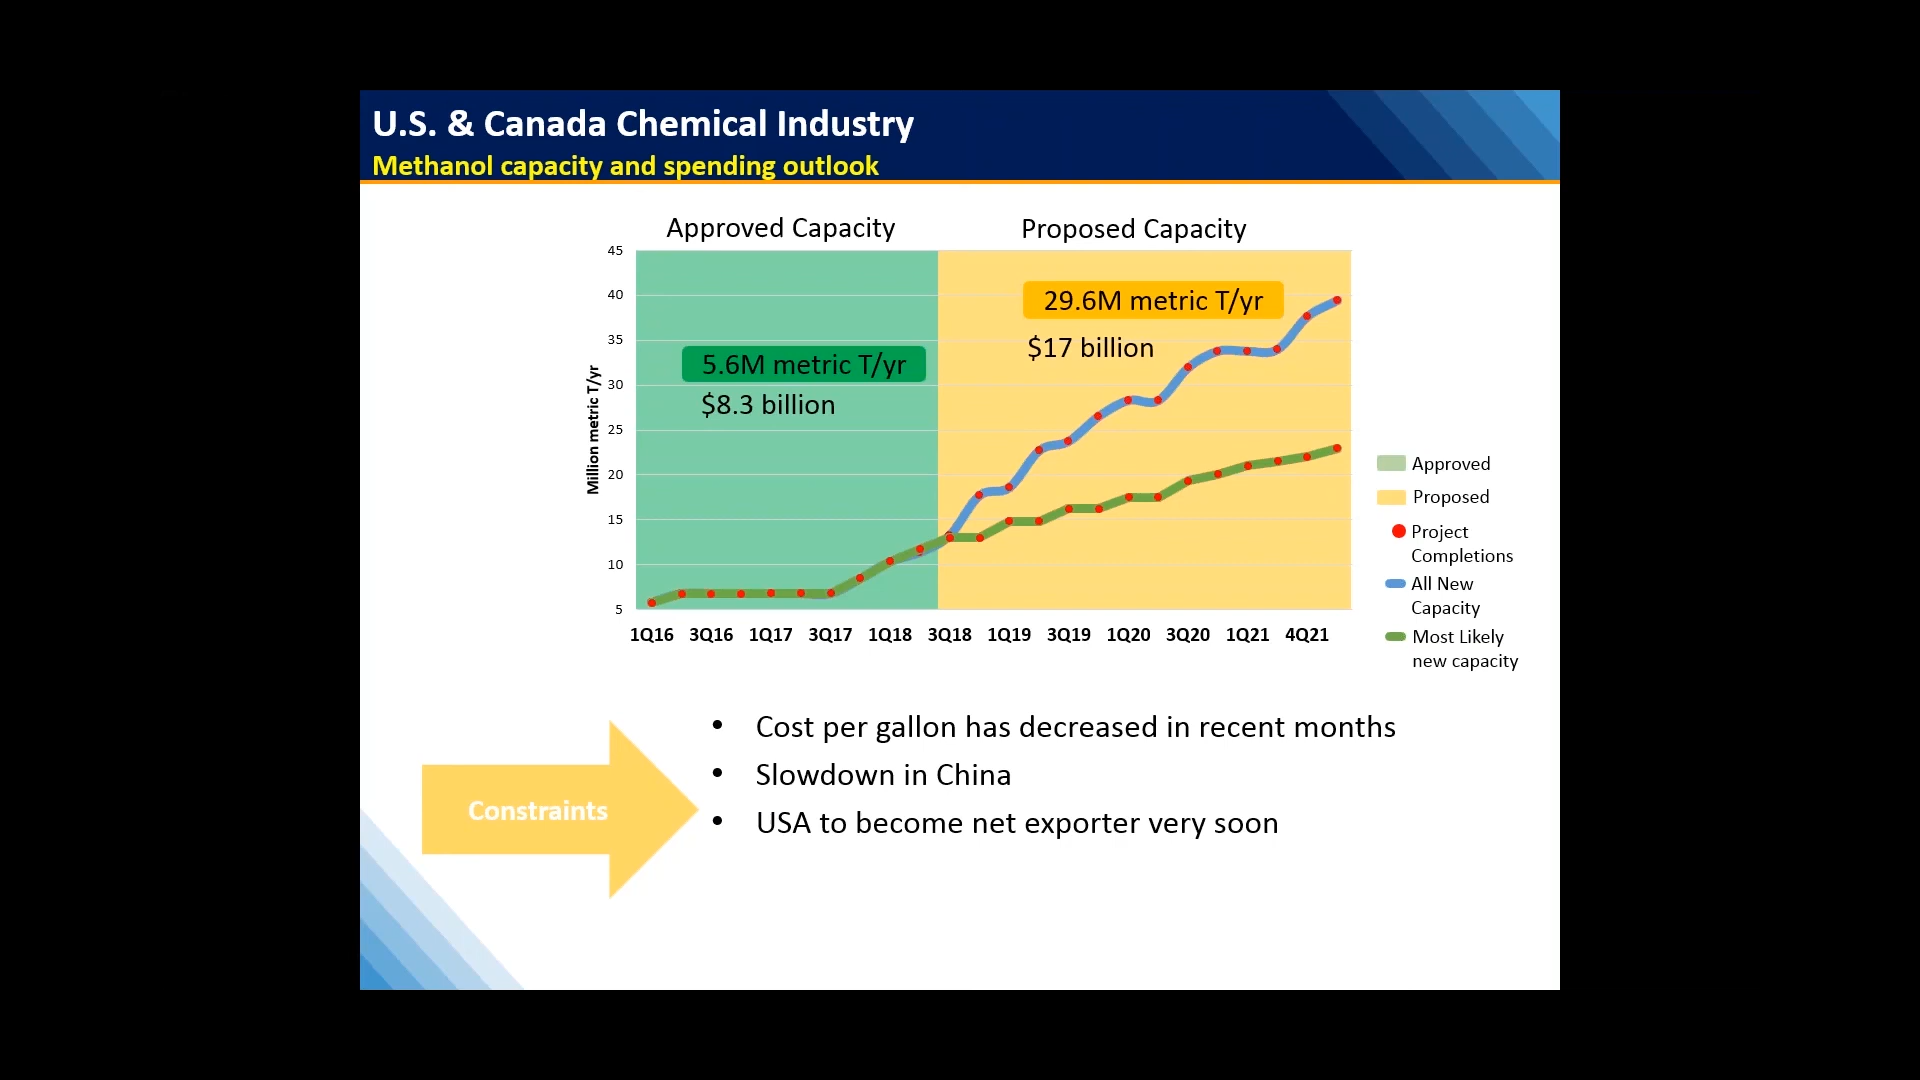 U.S. & Canada Chemical Industry
Methanol capacity and spending outlook
Approved Capacity
Proposed Capacity
45
40
35
30
25
20
15
10
5
Million metric T/yr
5.6M metric T/yr
$8.3 billion
29.6M metric T/yr
$17 billion
1Q16 3Q16 1Q17 3Q17 1Q18 3Q18 1Q19 3Q19 1Q20 3Q20 1Q21 4Q21
Approved
Proposed
Project
Completions
All New
Capacity
Most Likely
new capacity
Constraints
• Cost per gallon has decreased in recent months
• Slowdown in China
• USA to become net exporter very soon